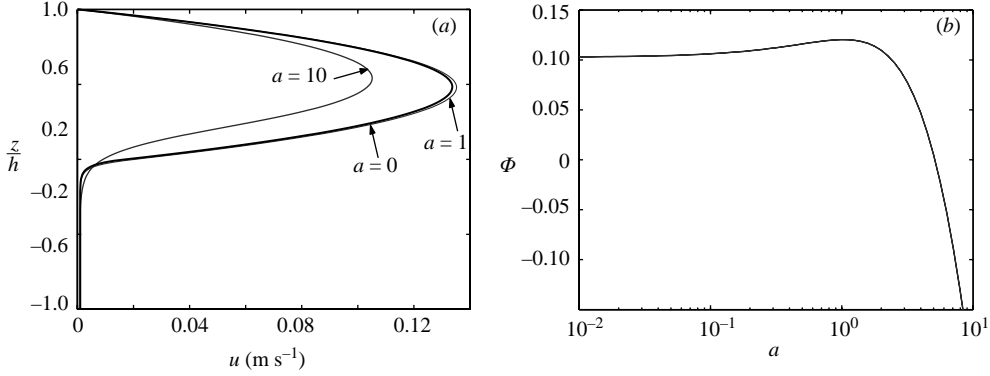 1.0
(a)
0.6
a = 10
0.2
a = 1
a = 0
z
h
–0.2
–0.6
–1.0
0
0.04
0.08
0.12
u (m s⁻¹)
0.15
(b)
0.10
0.05
Φ
0
–0.05
–0.10
10⁻²
10⁻¹
10⁰
10¹
a